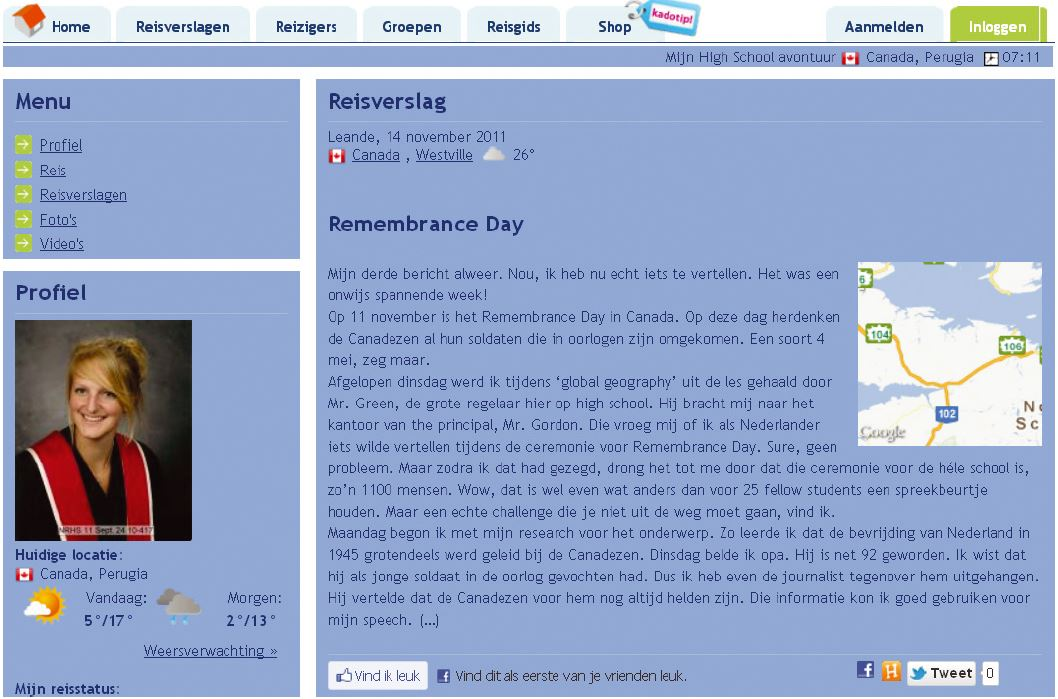 Home Reisverslagen Reizigers Groepen Reisgids Shop kadotip! Aanmelden Inloggen
Mijn High School avontuur Canada, Perugia 07:11
Menu
Profiel
Reis
Reisverslagen
Foto's
Video's
Profiel
NRHS 11 Sept. 24 10-417
Huidige locatie:
Canada, Perugia
Vandaag: Morgen:
5°/17° 2°/13°
Weersverwachting »
Mijn reisstatus:
Reisverslag
Leande, 14 november 2011
Canada , Westville 26°
Remembrance Day
Mijn derde bericht alweer. Nou, ik heb nu echt iets te vertellen. Het was een
onwijs spannende week!
Op 11 november is het Remembrance Day in Canada. Op deze dag herdenken
de Canadezen al hun soldaten die in oorlogen zijn omgekomen. Een soort 4
mei, zeg maar.
Afgelopen dinsdag werd ik tijdens ‘global geography’ uit de les gehaald door
Mr. Green, de grote regelaar hier op high school. Hij bracht mij naar het
kantoor van the principal, Mr. Gordon. Die vroeg mij of ik als Nederlander
iets wilde vertellen tijdens de ceremonie voor Remembrance Day. Sure, geen
probleem. Maar zodra ik dat had gezegd, drong het tot me door dat die ceremonie voor de héle school is,
zo’n 1100 mensen. Wow, dat is wel even wat anders dan voor 25 fellow students een spreekbeurtje
houden. Maar een echte challenge die je niet uit de weg moet gaan, vind ik.
Maandag begon ik met mijn research voor het onderwerp. Zo leerde ik dat de bevrijding van Nederland in
1945 grotendeels werd geleid bij de Canadezen. Dinsdag belde ik opa. Hij is net 92 geworden. Ik wist dat
hij als jonge soldaat in de oorlog gevochten had. Dus ik heb even de journalist tegenover hem uitgehangen.
Hij vertelde dat de Canadezen voor hem nog altijd helden zijn. Die informatie kon ik goed gebruiken voor
mijn speech. (...)
6
104
106
102
N
Sc
Google
Vind ik leuk Vind dit als eerste van je vrienden leuk. Tweet 0